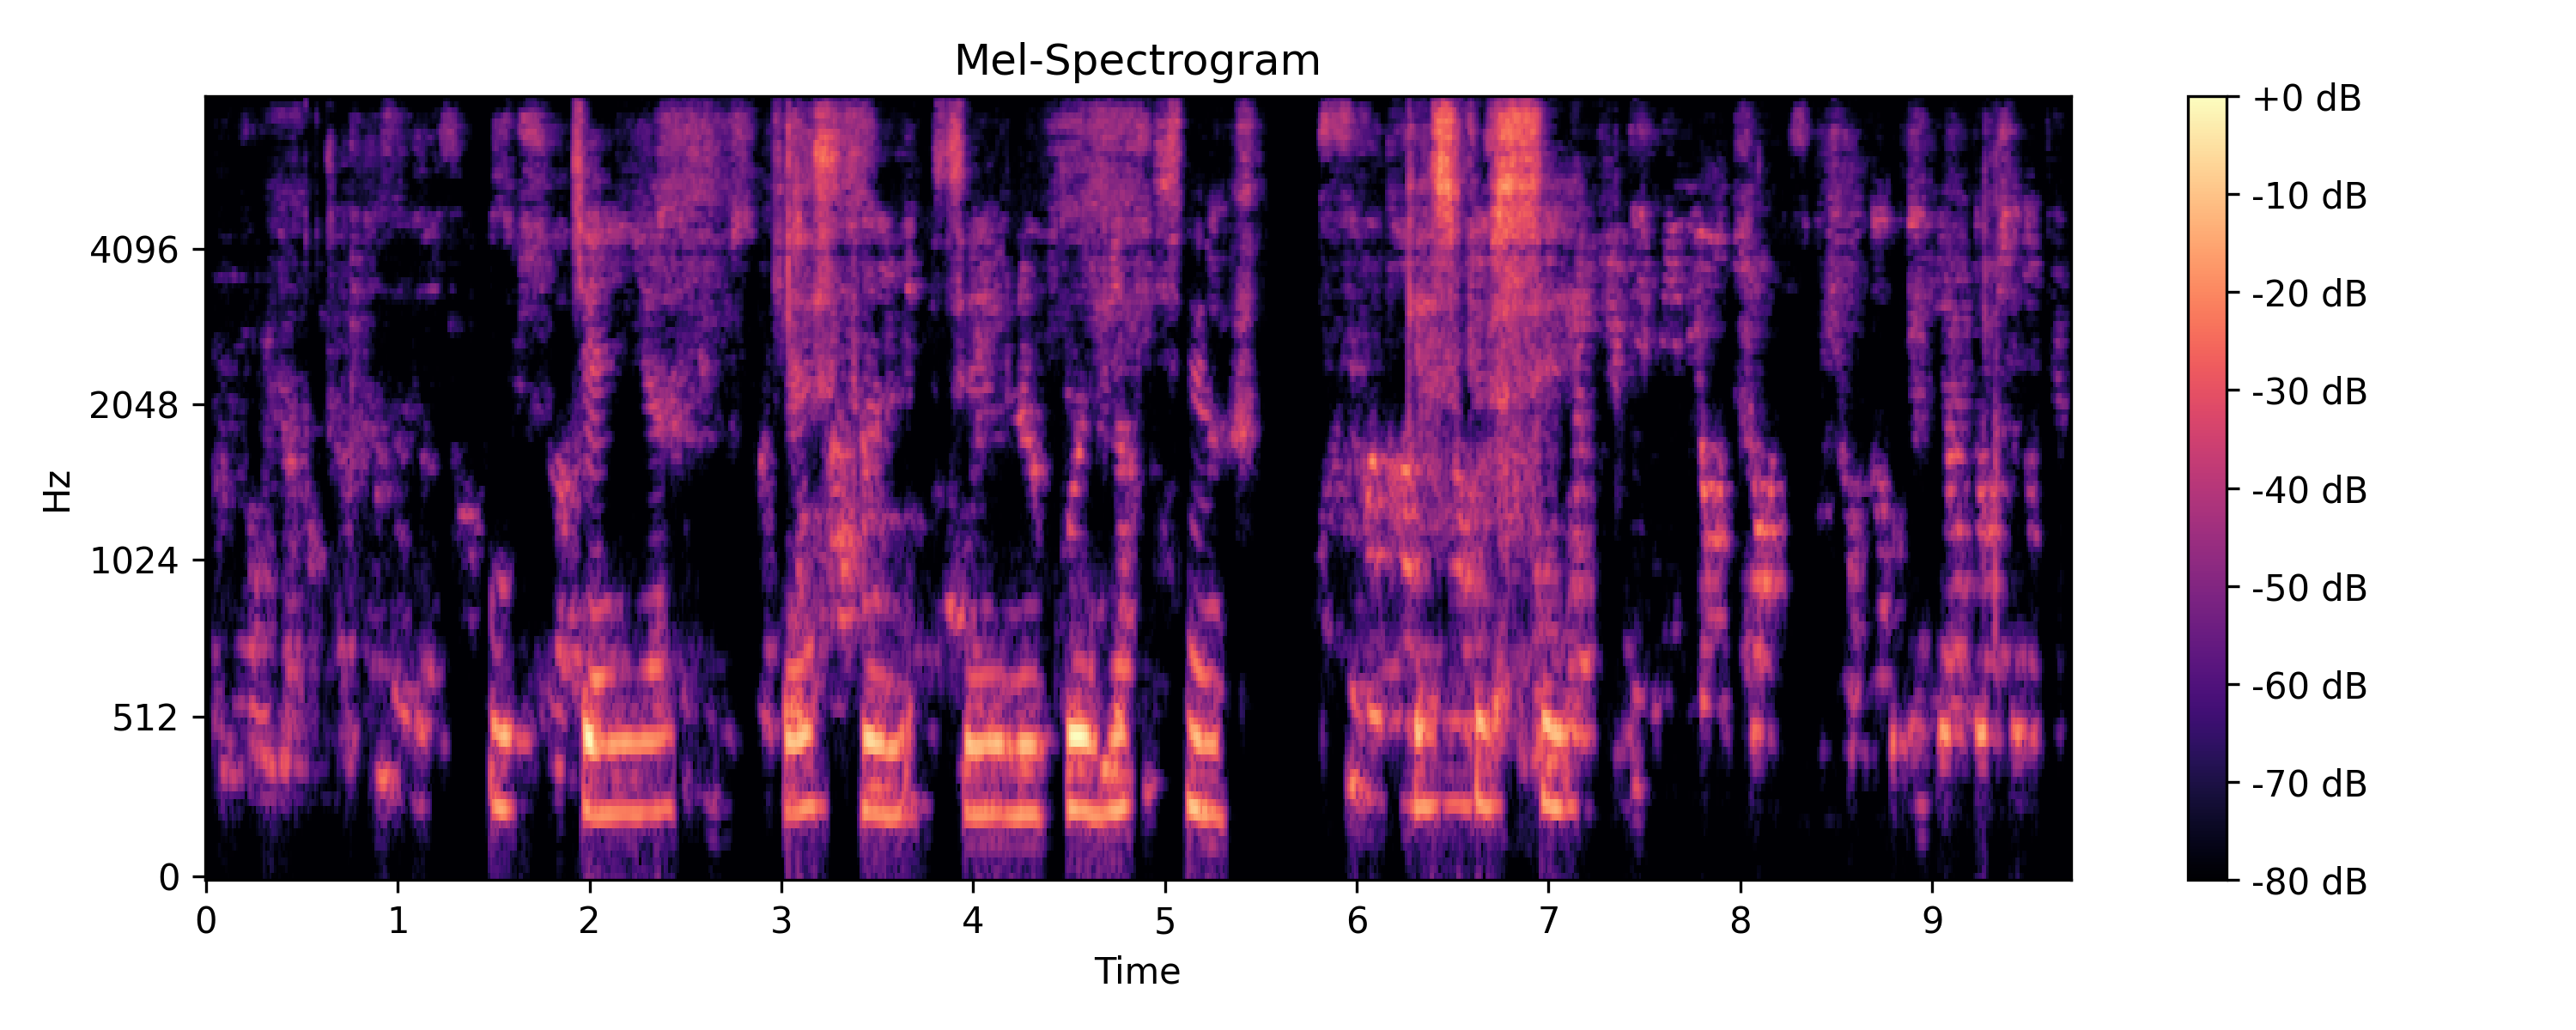 Mel-Spectrogram
Hz
4096
2048
1024
512
0
0 1 2 3 4 5 6 7 8 9
Time
+0 dB
-10 dB
-20 dB
-30 dB
-40 dB
-50 dB
-60 dB
-70 dB
-80 dB